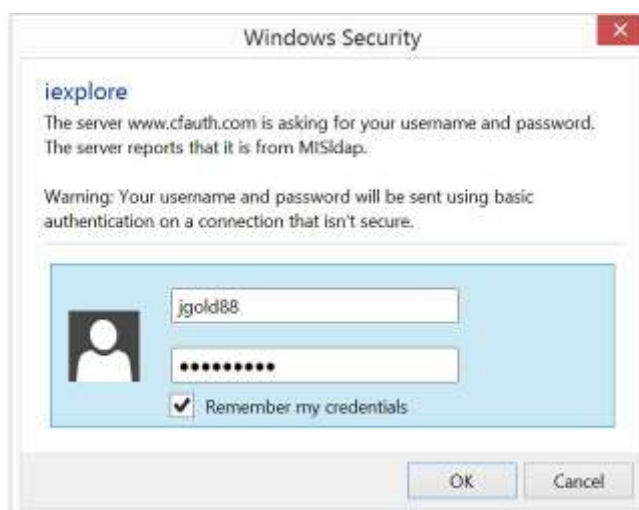 Windows Security
iexplore
The server www.cfauth.com is asking for your username and password.
The server reports that it is from MISldap.
Warning: Your username and password will be sent using basic
authentication on a connection that isn't secure.
jgold88
●●●●●●●●●
Remember my credentials
OK Cancel